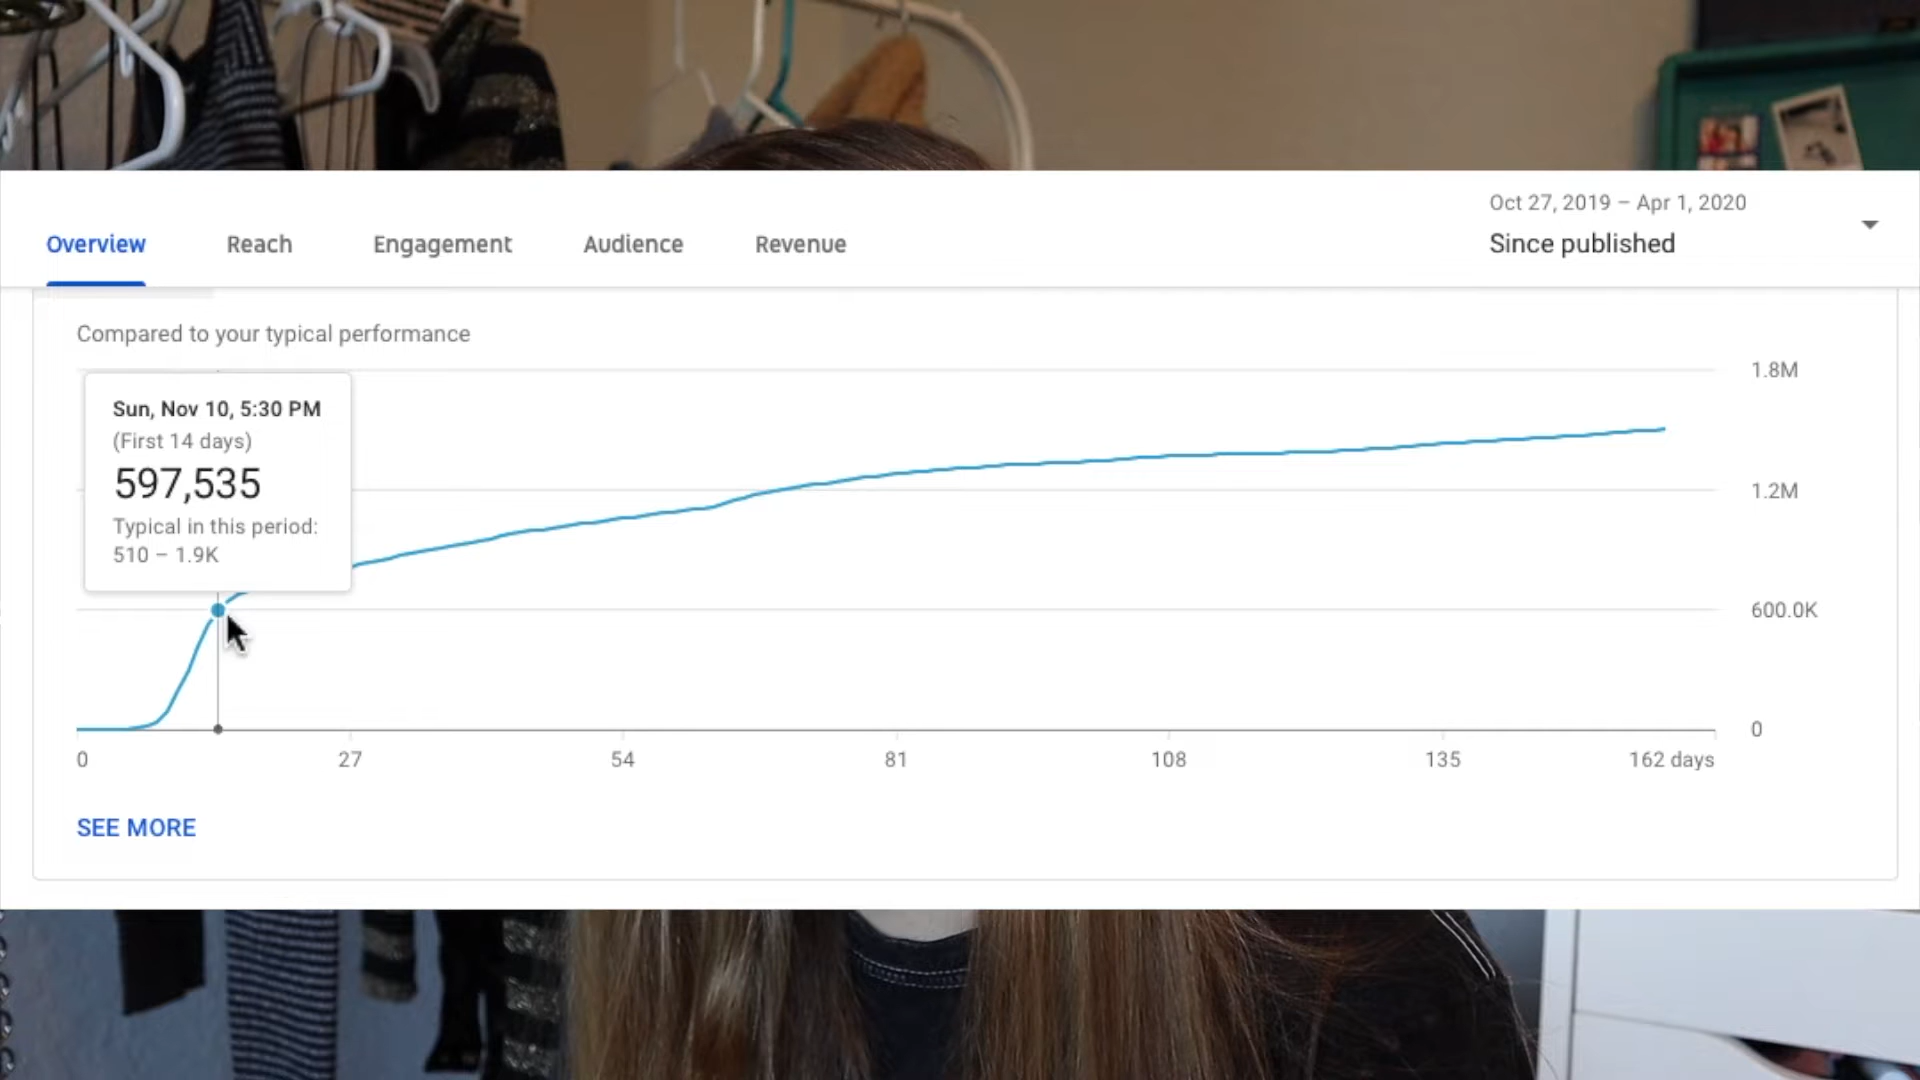 Oct 27, 2019 – Apr 1, 2020
Overview Reach Engagement Audience Revenue Since published
Compared to your typical performance
1.8M
Sun, Nov 10, 5:30 PM
(First 14 days)
597,535
1.2M
Typical in this period:
510 – 1.9K
600.0K
0
0 27 54 81 108 135 162 days
SEE MORE